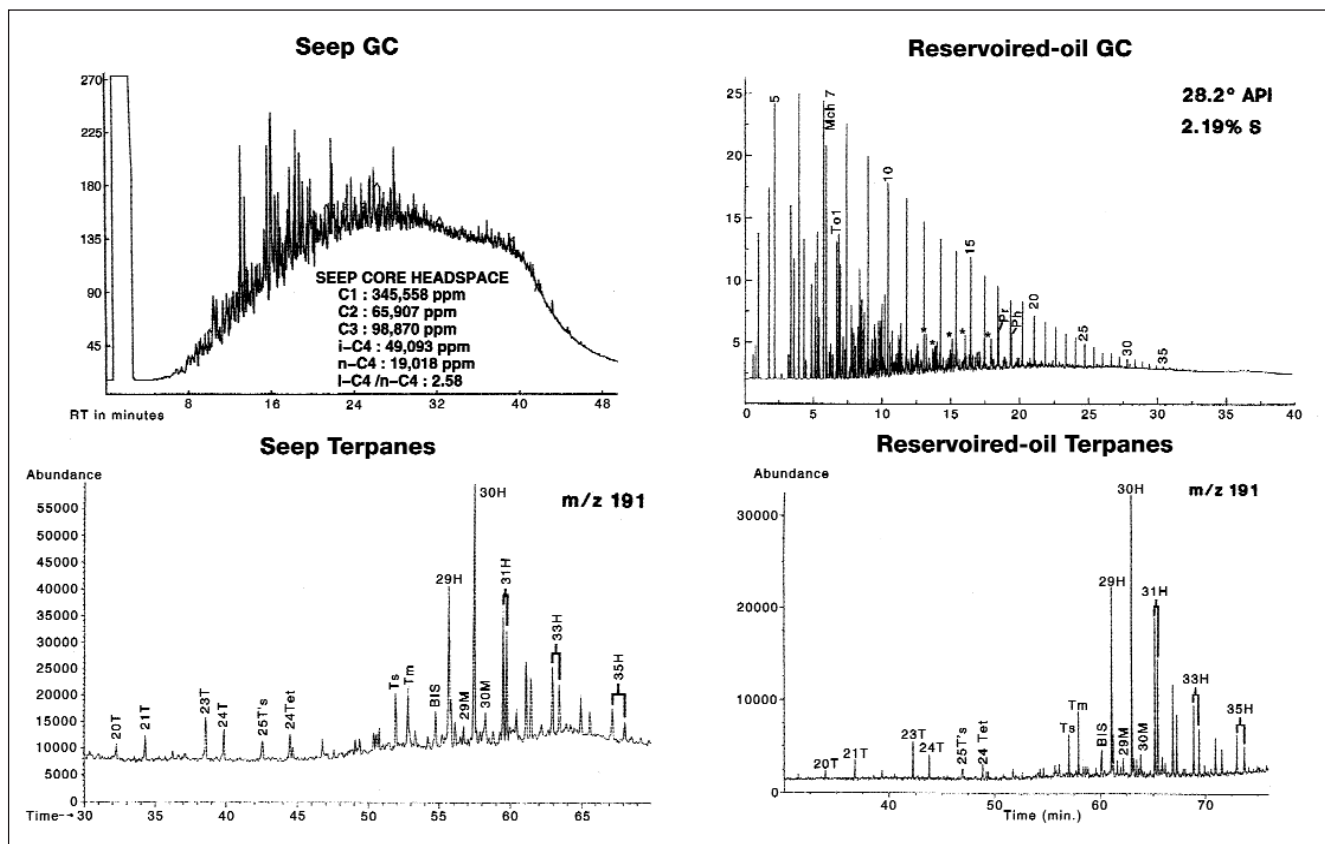 Seep GC
270
225
180
135
90
45
SEEP CORE HEADSPACE
C1 : 345,558 ppm
C2 : 65,907 ppm
C3 : 98,870 ppm
i-C4 : 49,093 ppm
n-C4 : 19,018 ppm
I-C4 /n-C4 : 2.58
RT in minutes
8
16
24
32
40
48
Reservoired-oil GC
28.2° API
2.19% S
25
20
15
10
5
5
Mch 7
To1
10
*
*
*
*
*
15
Pr
Ph
20
25
30
35
0
5
10
15
20
25
30
35
40
Seep Terpanes
Abundance
m/z 191
55000
50000
45000
40000
35000
30000
25000
20000
15000
10000
5000
0
20T
21T
23T
24T
25T's
24Tet
Ts
Tm
BIS
29H
29M
30H
30M
31H
33H
35H
Time-->
30
35
40
45
50
55
60
65
Reservoired-oil Terpanes
Abundance
m/z 191
30000
20000
10000
0
20T
21T
23T
24T
25T's
24 Tet
Ts
Tm
BIS
29H
29M
30H
30M
31H
33H
35H
40
50
60
70
Time (min.)